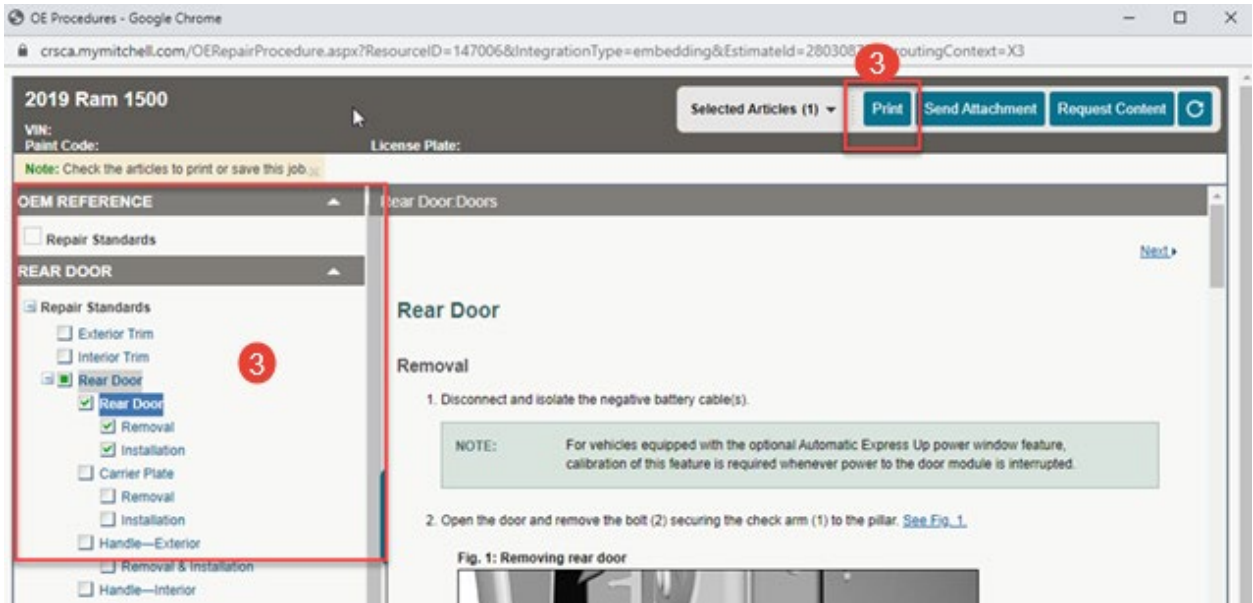 OE Procedures - Google Chrome
crsca.mymitchell.com/OERepairProcedure.aspx?ResourceID=147006&IntegrationType=embedding&EstimateId=280308 routingContext=X3
3
2019 Ram 1500
Selected Articles (1)
Print
Send Attachment
Request Content
VIN:
Paint Code:
License Plate:
Note: Check the articles to print or save this job.
OEM REFERENCE
Repair Standards
REAR DOOR
Repair Standards
Exterior Trim
Interior Trim
3
Rear Door
Rear Door
Removal
Installation
Carrier Plate
Removal
Installation
Handle—Exterior
Removal & Installation
Handle—Interior
Rear Door:Doors
Next
Rear Door
Removal
1. Disconnect and isolate the negative battery cable(s).
NOTE: For vehicles equipped with the optional Automatic Express Up power window feature,
calibration of this feature is required whenever power to the door module is interrupted.
2. Open the door and remove the bolt (2) securing the check arm (1) to the pillar. See Fig. 1.
Fig. 1: Removing rear door